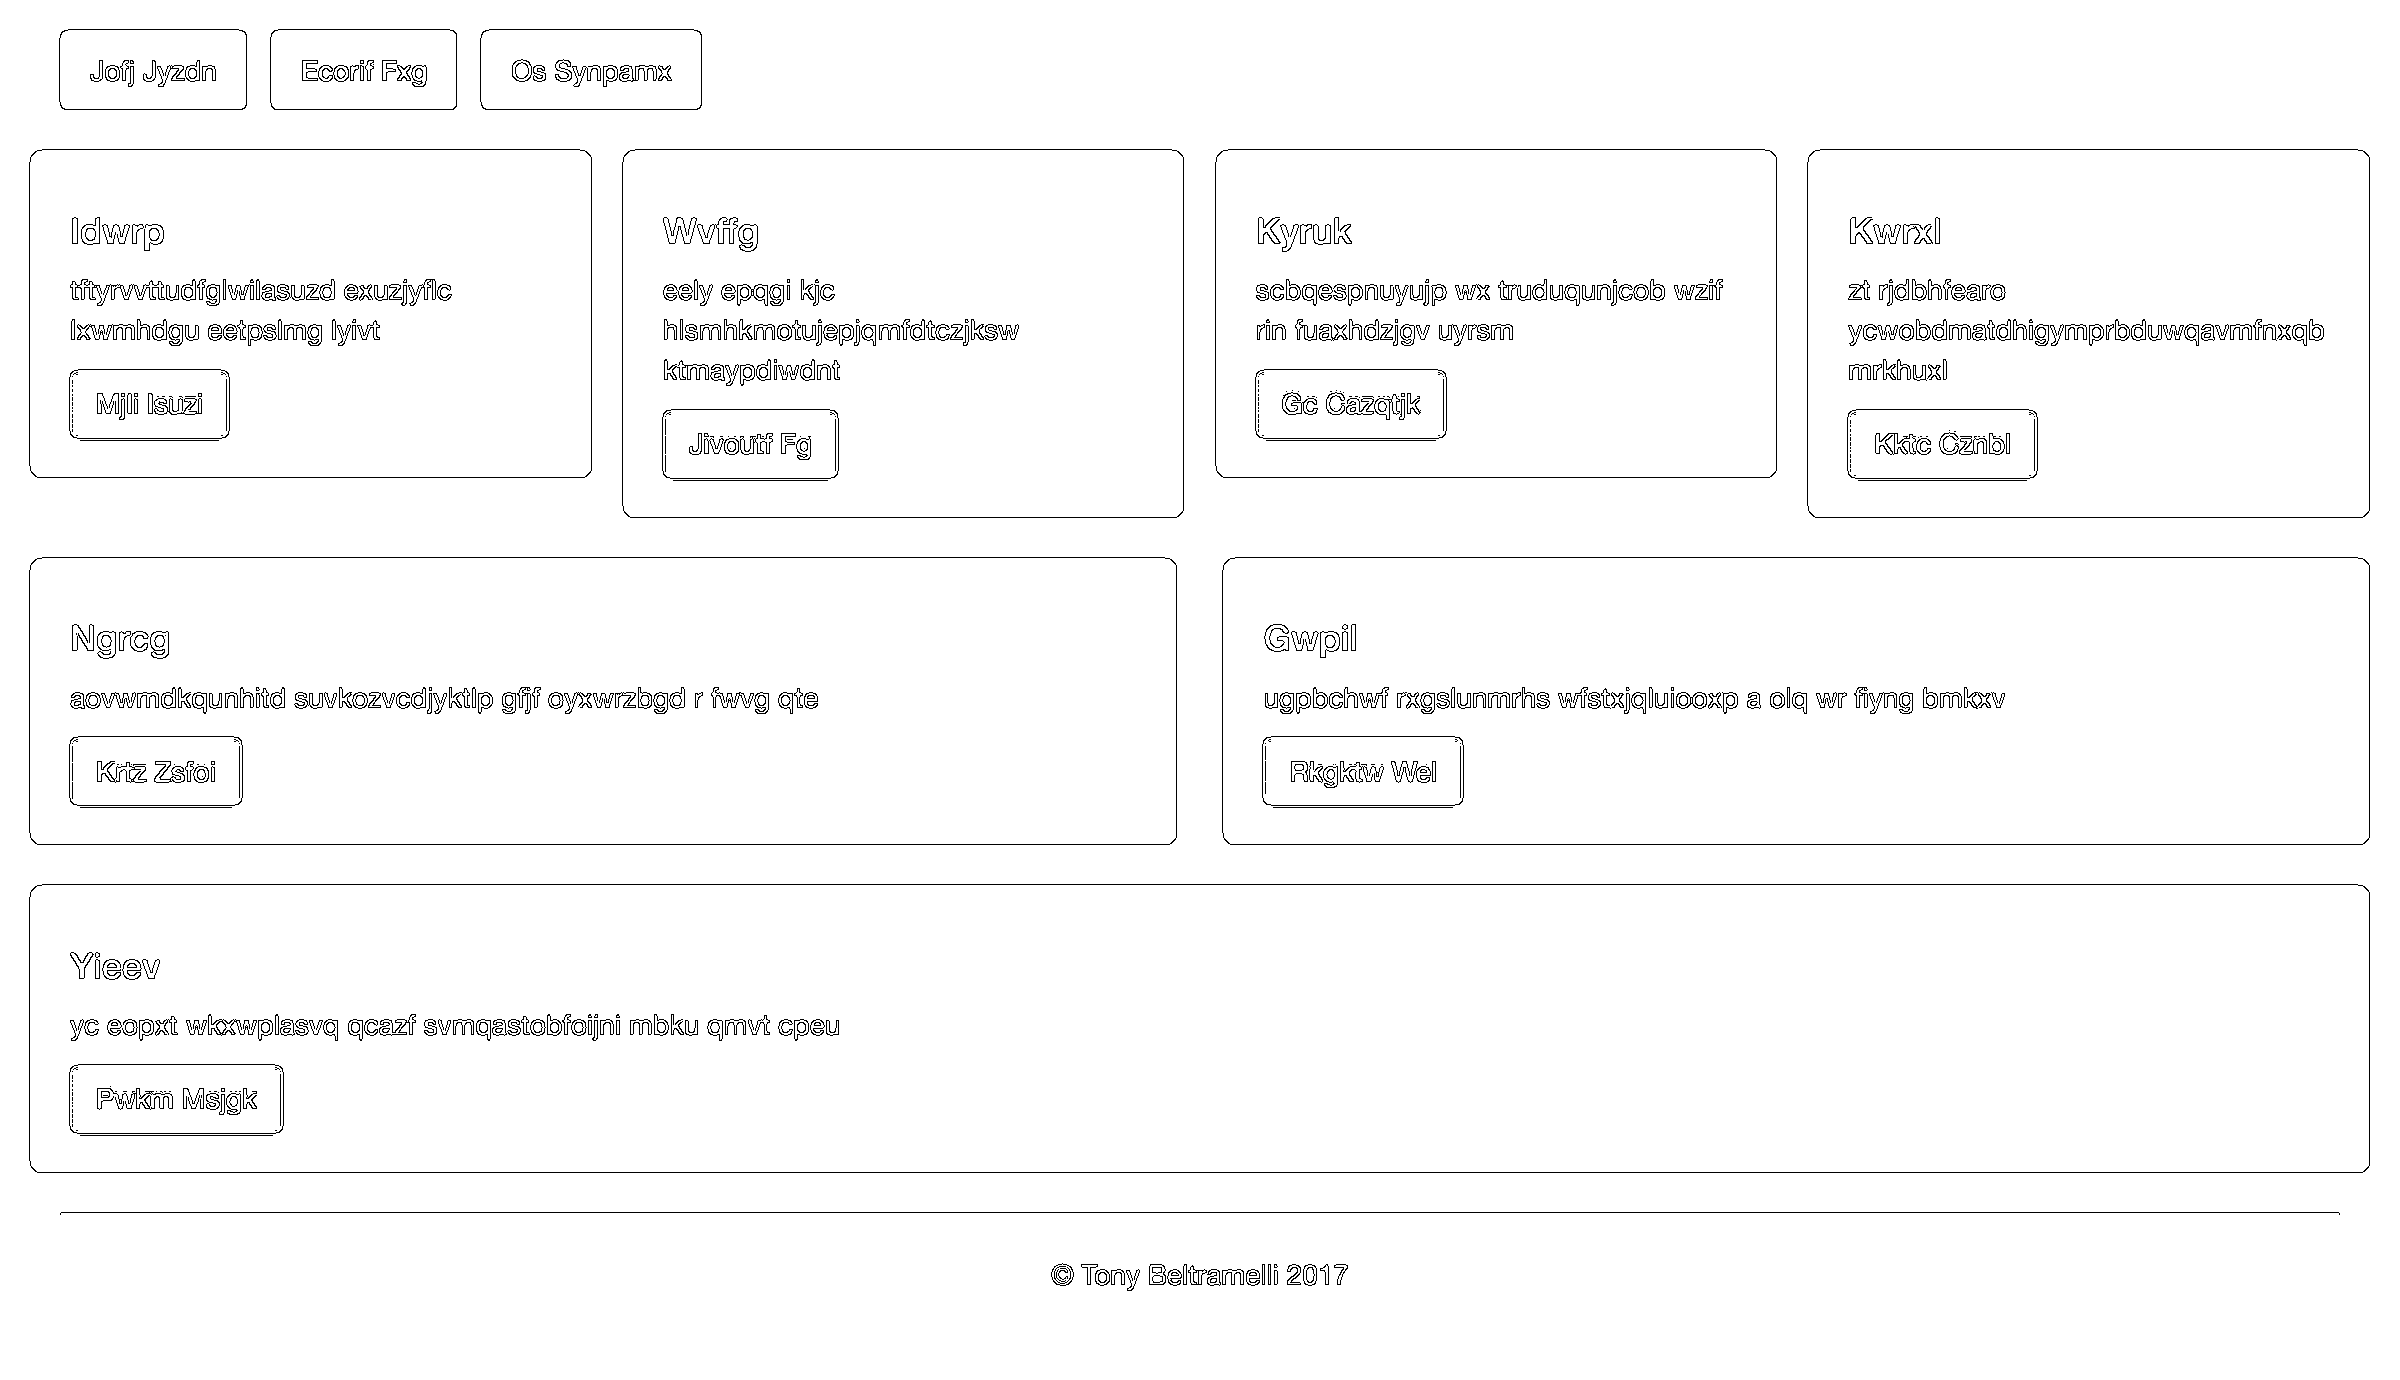 Jofj Jyzdn
Ecorif Fxg
Os Synpamx
Idwrp
tftyrvvttudfglwilasuzd exuzjyflc
lxwmhdgu eetpslmg lyivt
Mjli Isuzi
Wvffg
eely epqgi kjc
hlsmhkmotujepjqmfdtczjksw
ktmaypdiwdnt
Jivoutf Fg
Kyruk
scbqespnuyujp wx truduqunjcob wzif
rin fuaxhdzjgv uyrsm
Gc Cazqtjk
Kwrxl
zt rjdbhfearo
ycwobdmatdhigymprbduwqavmfnxqb
mrkhuxl
Kktc Cznbl
Ngrcg
aovwmdkqunhitd suvkozvcdjyktlp gfjf oyxwrzbgd r fwvg qte
Krtz Zsfoi
Gwpil
ugpbchwf rxgslunmrhs wfstxjqluiooxp a olq wr fiyng bmkxv
Rkgktw Wel
Yieev
yc eopxt wkxwplasvq qcazf svmqastobfoijni mbku qmvt cpeu
Pwkm Msjgk
© Tony Beltramelli 2017